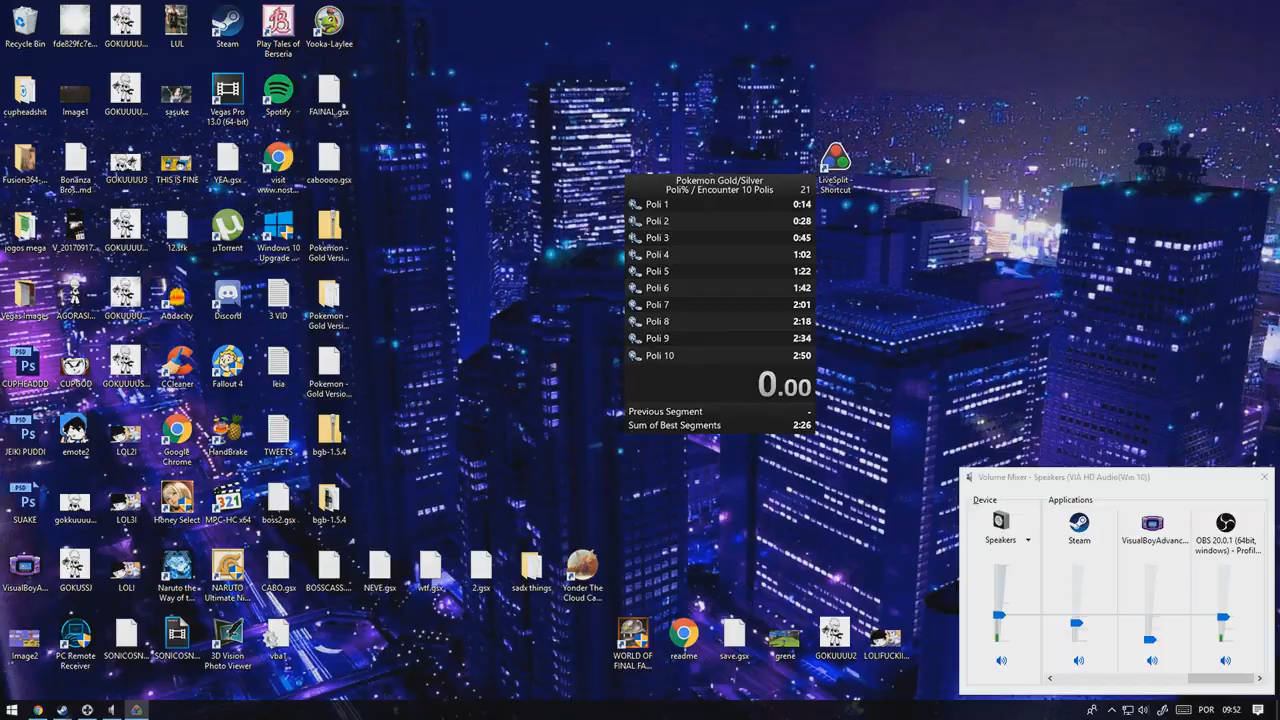 Recycle Bin
fde829fc7e...
GOKUUU...
LUL
Steam
Play Tales of
Berseria
Yooka-Laylee
cupheadshit
Image1
GOKUUU...
sasuke
Vegas Pro
13.0 (64-bit)
Spotify
FAINAL.gsx
Fusion364-...
Bonanza
Bros.md
GOKUUU3
THIS IS FINE
YEA.gsx
visit
www.nost...
caboooo.gsx
LiveSplit -
Shortcut
jogos mega
V_20170917...
GOKUUU...
12.srk
µTorrent
Windows 10
Upgrade ...
Pokemon -
Gold Versi...
Vegas Images
AGORASI...
GOKUUU...
Audacity
Discord
3 VID
Pokemon -
Gold Versi...
CUPHEADDD
CUPGOD
GOKUUUS...
CCleaner
Fallout 4
leia
Pokemon -
Gold Versio...
JEIKI PUDDI
emote2
LQL2I
Google
Chrome
HandBrake
TWEETS
bgb-1.5.4
SUAKE
gokkuuuu...
LOL3I
Honey Select
MPC-HC x64
boss2.gsx
bgb-1.5.4
VisualBoyA...
GOKUSSJ
LOLI
Naruto the
Way of t...
NARUTO
Ultimate Ni...
CABO.gsx
BOSSCASS...
NEVE.gsx
wtf.gsx
2.gsx
sadx things
Yonder The
Cloud Ca...
Image2
PC Remote
Receiver
SONICOSN...
SONICOSN...
3D Vision
Photo Viewer
vba1
WORLD OF
FINAL FA...
readme
save.gsx
grene
GOKUUU2
LOLIFUCKII...
Pokemon Gold/Silver
Poli% / Encounter 10 Polis 21
Poli 1 0:14
Poli 2 0:28
Poli 3 0:45
Poli 4 1:02
Poli 5 1:22
Poli 6 1:42
Poli 7 2:01
Poli 8 2:18
Poli 9 2:34
Poli 10 2:50
0.00
Previous Segment -
Sum of Best Segments 2:26
Volume Mixer - Speakers (VIA HD Audio(Win 10))
Device
Applications
Speakers
Steam
VisualBoyAdvanc...
OBS 20.0.1 (64bit,
windows) - Profil...
POR
09:52